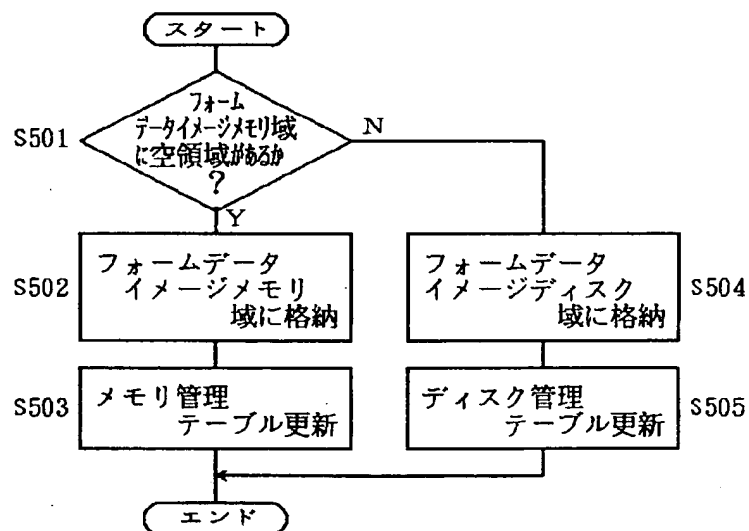 スタート
S501
フォーム
データイメージメモリ域
に空領域があるか
?
N
Y
S502
フォームデータ
イメージメモリ
域に格納
フォームデータ
イメージディスク
域に格納
S504
S503
メモリ管理
テーブル更新
ディスク管理
テーブル更新
S505
エンド